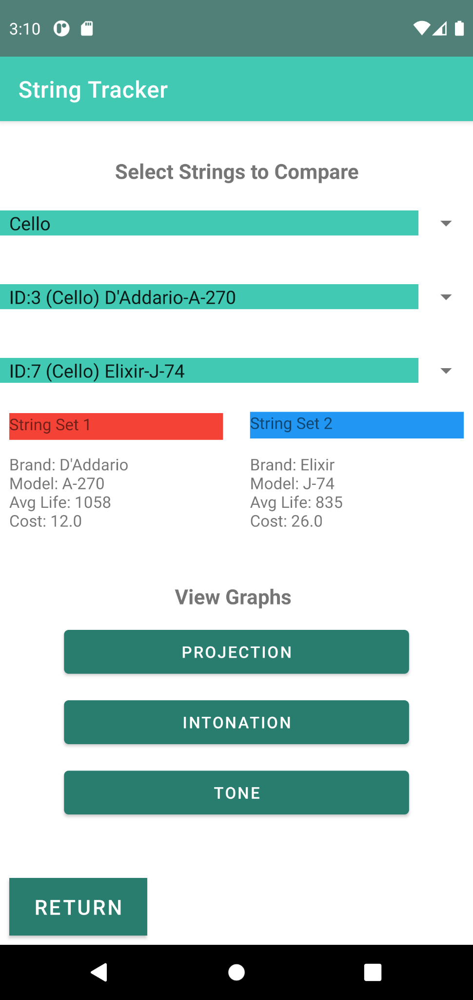 3:10
String Tracker
Select Strings to Compare
Cello
ID:3 (Cello) D'Addario-A-270
ID:7 (Cello) Elixir-J-74
String Set 1
Brand: D'Addario
Model: A-270
Avg Life: 1058
Cost: 12.0
String Set 2
Brand: Elixir
Model: J-74
Avg Life: 835
Cost: 26.0
View Graphs
PROJECTION
INTONATION
TONE
RETURN